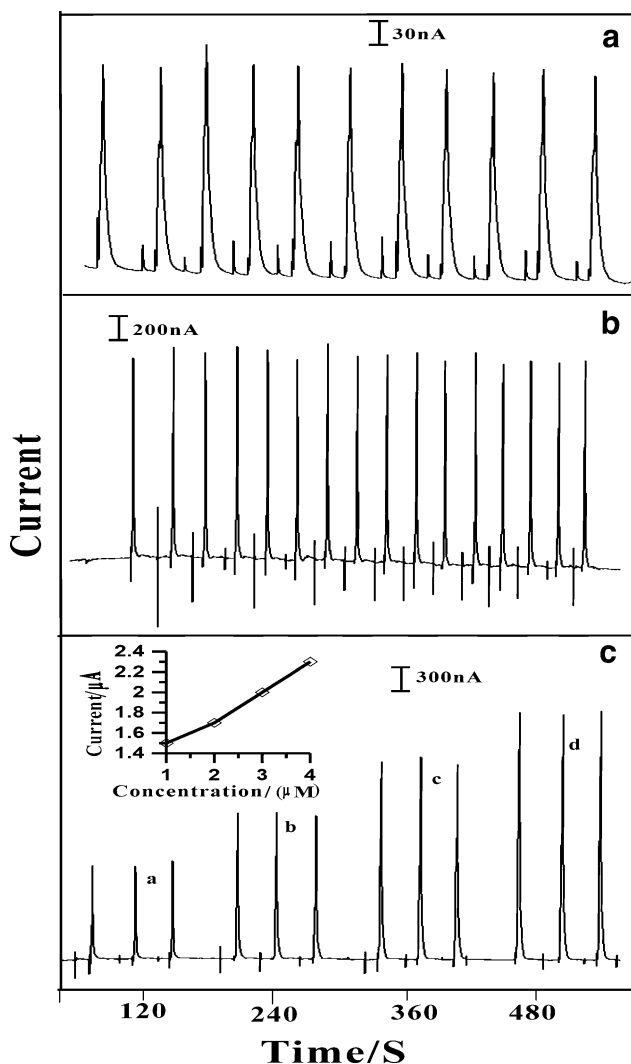 30nA
a
200nA
b
Current
c
300nA
2.4
2.2
2
1.8
1.6
1.4
Current/μA
1 2 3 4
Concentration/(μM)
a
b
c
d
120 240 360 480
Time/S